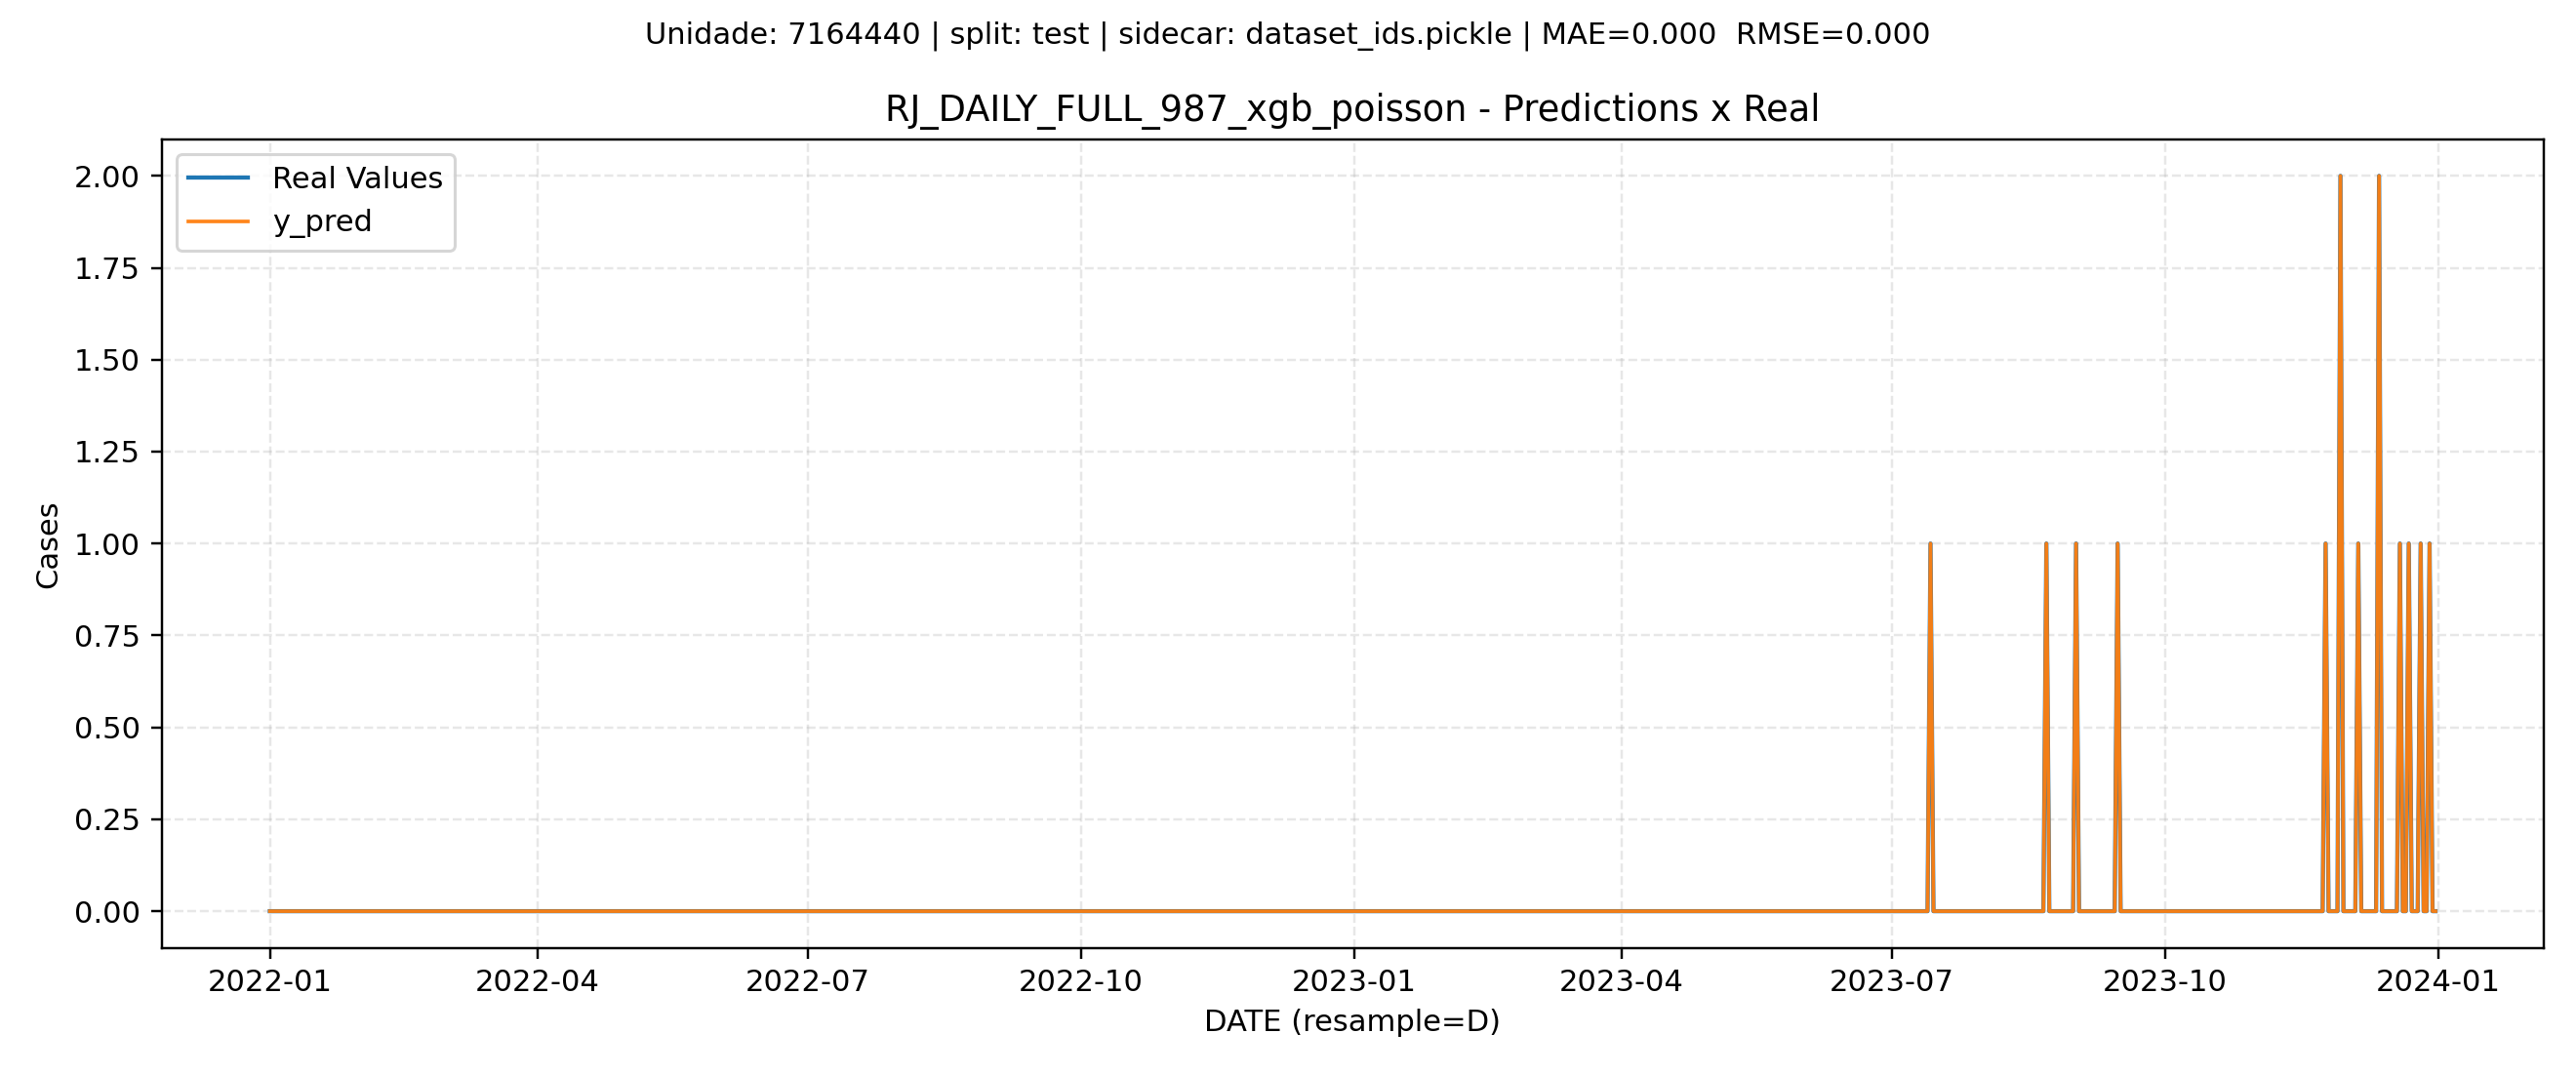 Unidade: 7164440 | split: test | sidecar: dataset_ids.pickle | MAE=0.000  RMSE=0.000
RJ_DAILY_FULL_987_xgb_poisson - Predictions x Real
Real Values
y_pred
2.00
1.75
1.50
1.25
1.00
0.75
0.50
0.25
0.00
Cases
2022-01 2022-04 2022-07 2022-10 2023-01 2023-04 2023-07 2023-10 2024-01
DATE (resample=D)